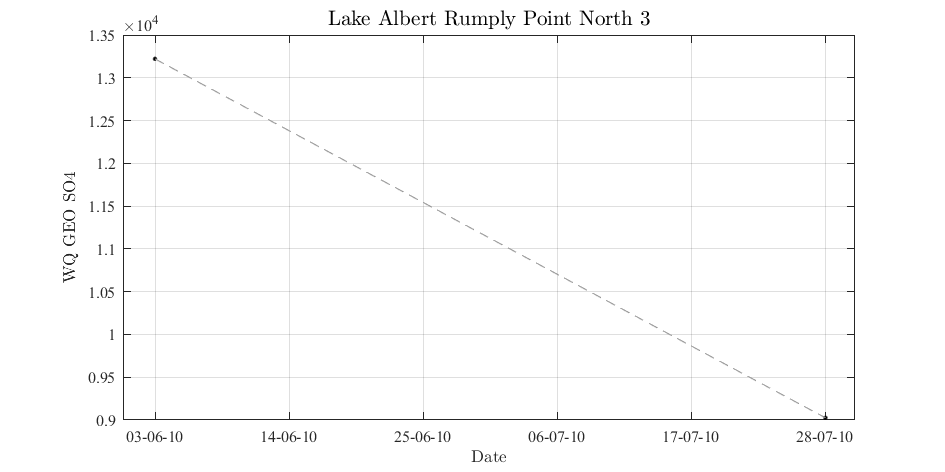 Lake Albert Rumply Point North 3
×10⁴
1.35
1.3
1.25
1.2
1.15
1.1
1.05
1
0.95
0.9
WQ GEO SO4
03-06-10 14-06-10 25-06-10 06-07-10 17-07-10 28-07-10
Date